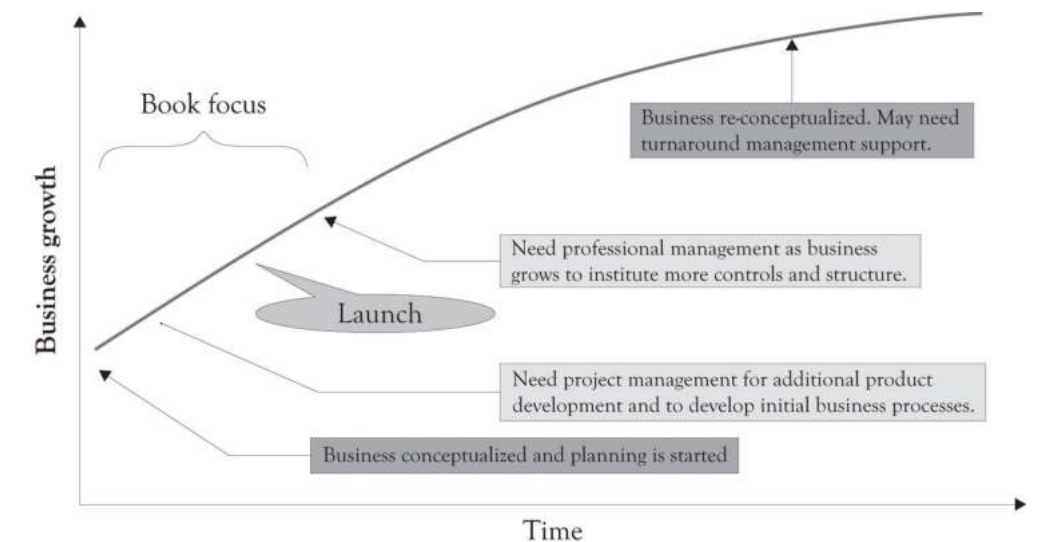 Book focus
Business re-conceptualized. May need
turnaround management support.
Business growth
Need professional management as business
grows to institute more controls and structure.
Launch
Need project management for additional product
development and to develop initial business processes.
Business conceptualized and planning is started
Time